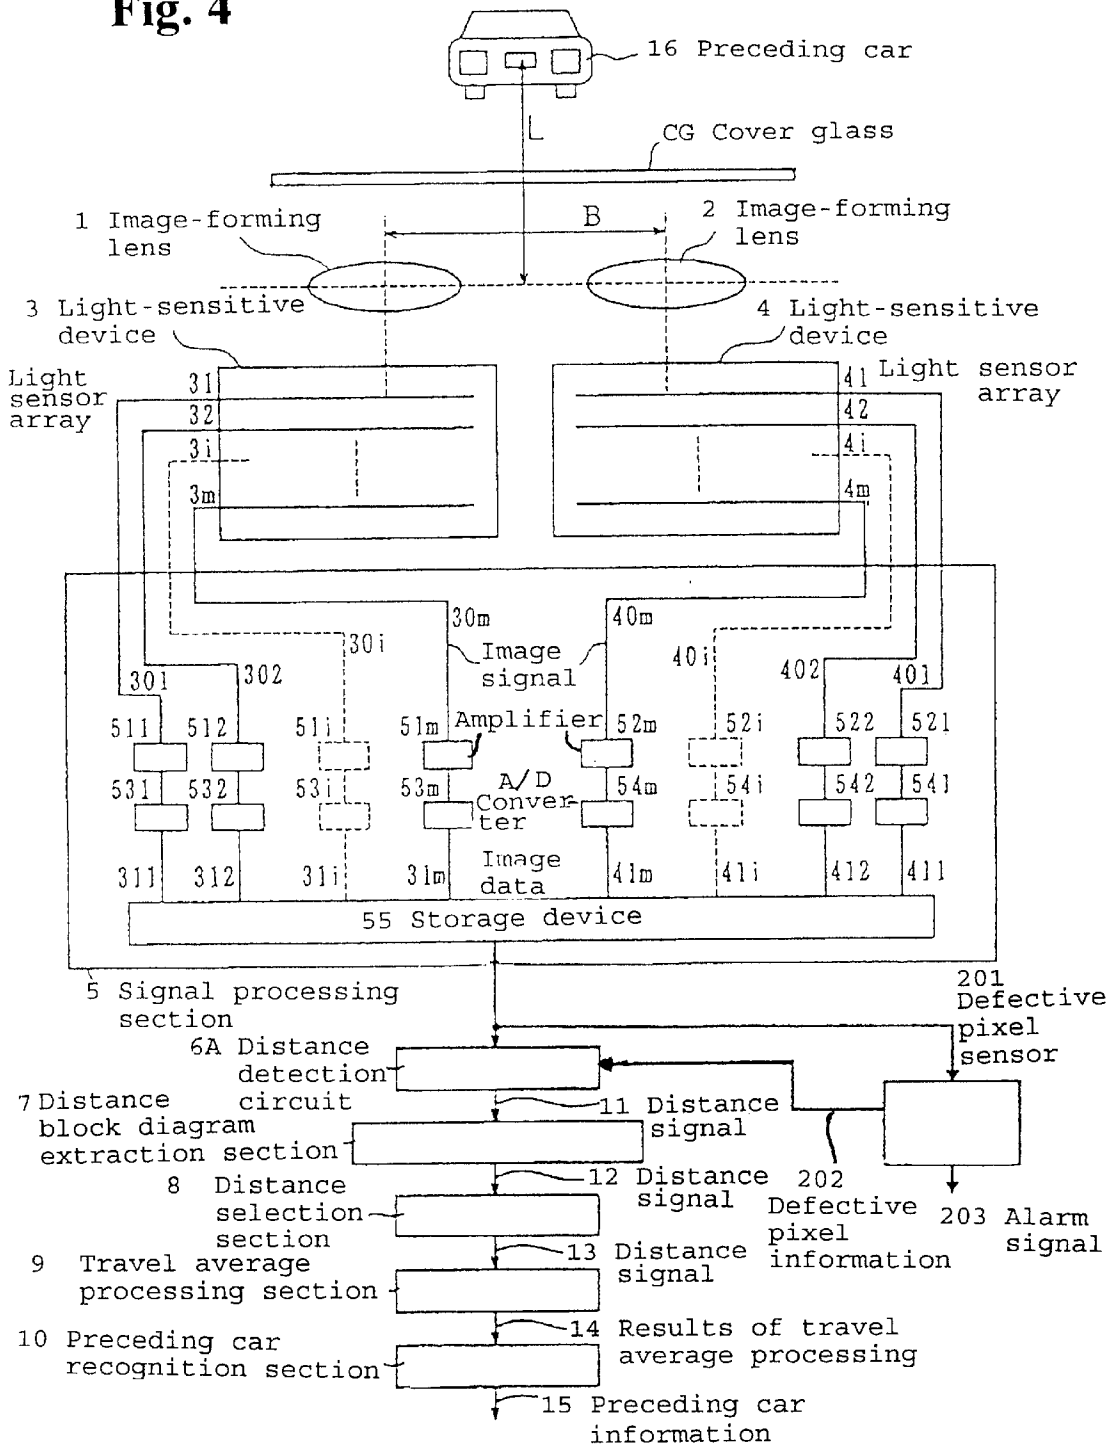 Fig. 4
16 Preceding car
L
CG Cover glass
1 Image-forming
lens
B
2 Image-forming
lens
3 Light-sensitive
device
4 Light-sensitive
device
Light
sensor
array
31
32
3i
3m
41
42
4i
4m
Light sensor
array
30m
40m
30i
Image
signal
40i
301
302
402
401
511
512
51i
51m
Amplifier
52m
52i
522
521
531
532
53i
53m
A/D
Conver-
ter
54m
54i
542
541
311
312
31i
31m
Image
data
41m
41i
412
411
55 Storage device
5 Signal processing
section
201
Defective
pixel
sensor
6A Distance
detection
circuit
11 Distance
signal
7 Distance
block diagram
extraction section
12 Distance
signal
202
Defective
pixel
information
203 Alarm
signal
8 Distance
selection
section
13 Distance
signal
9 Travel average
processing section
14 Results of travel
average processing
10 Preceding car
recognition section
15 Preceding car
information